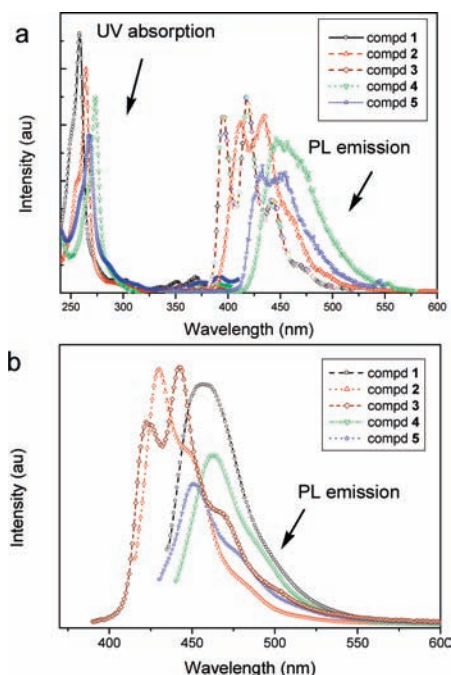 a
UV absorption
compd 1
compd 2
compd 3
compd 4
compd 5
PL emission
Intensity (au)
250 300 350 400 450 500 550 600
Wavelength (nm)
b
compd 1
compd 2
compd 3
compd 4
compd 5
PL emission
Intensity (au)
400 450 500 550 600
Wavelength (nm)